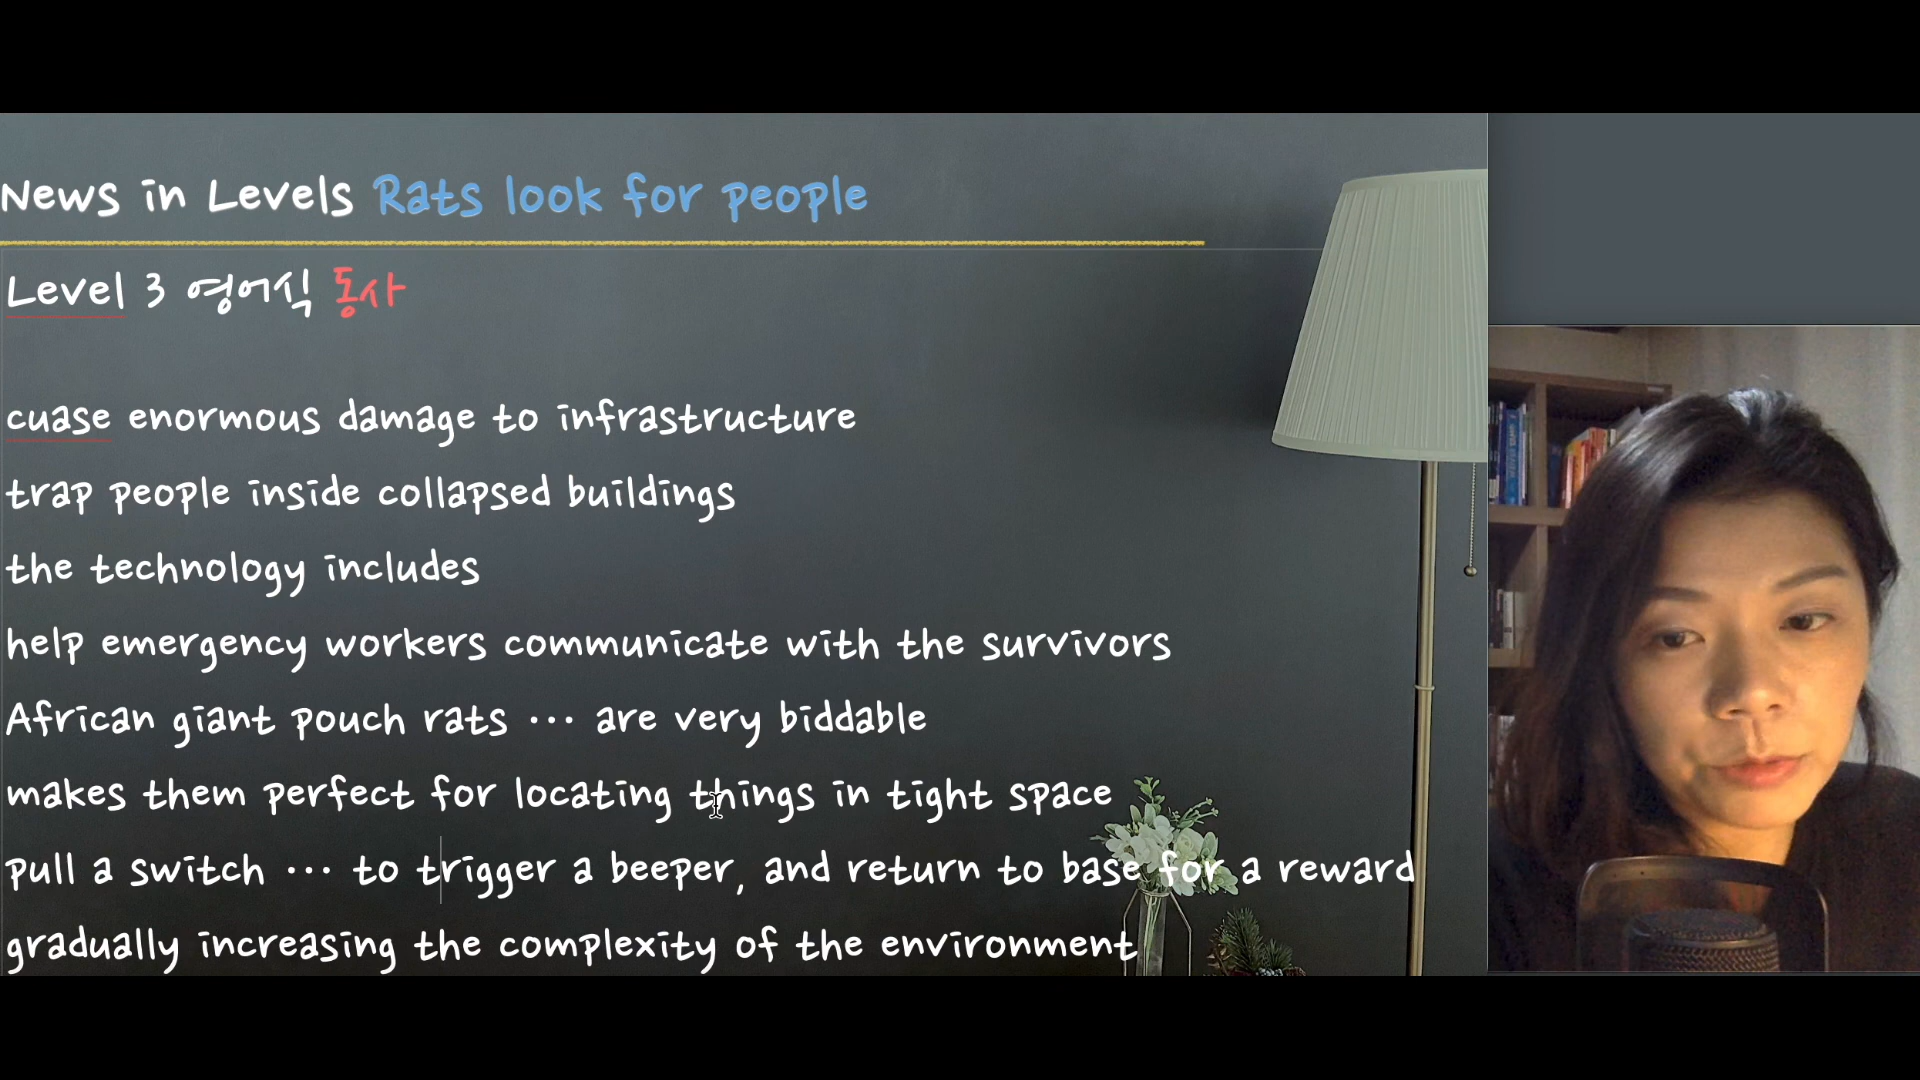 News in Levels Rats look for people
Level 3 영어식 동사
cuase enormous damage to infrastructure
trap people inside collapsed buildings
the technology includes
help emergency workers communicate with the survivors
African giant pouch rats ... are very biddable
makes them perfect for locating things in tight space
pull a switch ... to trigger a beeper, and return to base for a reward
gradually increasing the complexity of the environment